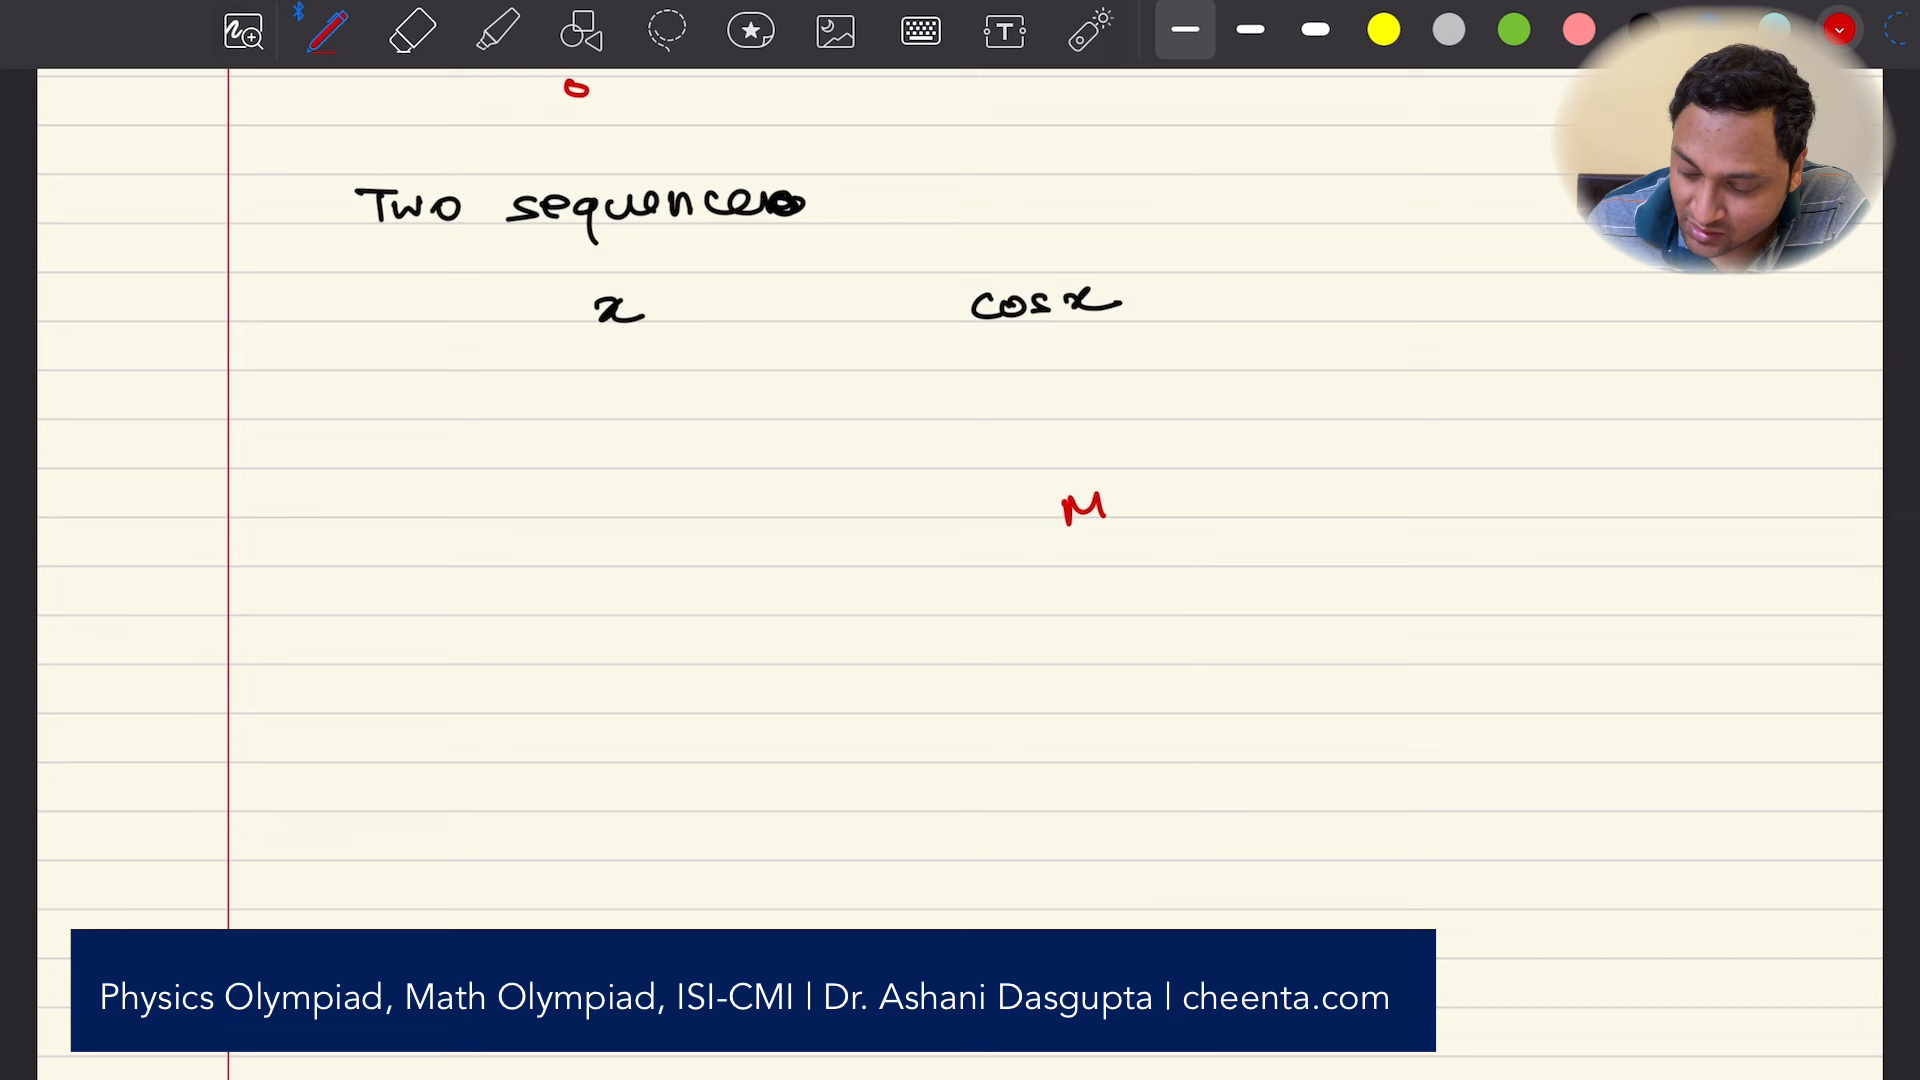 Two sequences
x cos x
M
Physics Olympiad, Math Olympiad, ISI-CMI | Dr. Ashani Dasgupta | cheenta.com